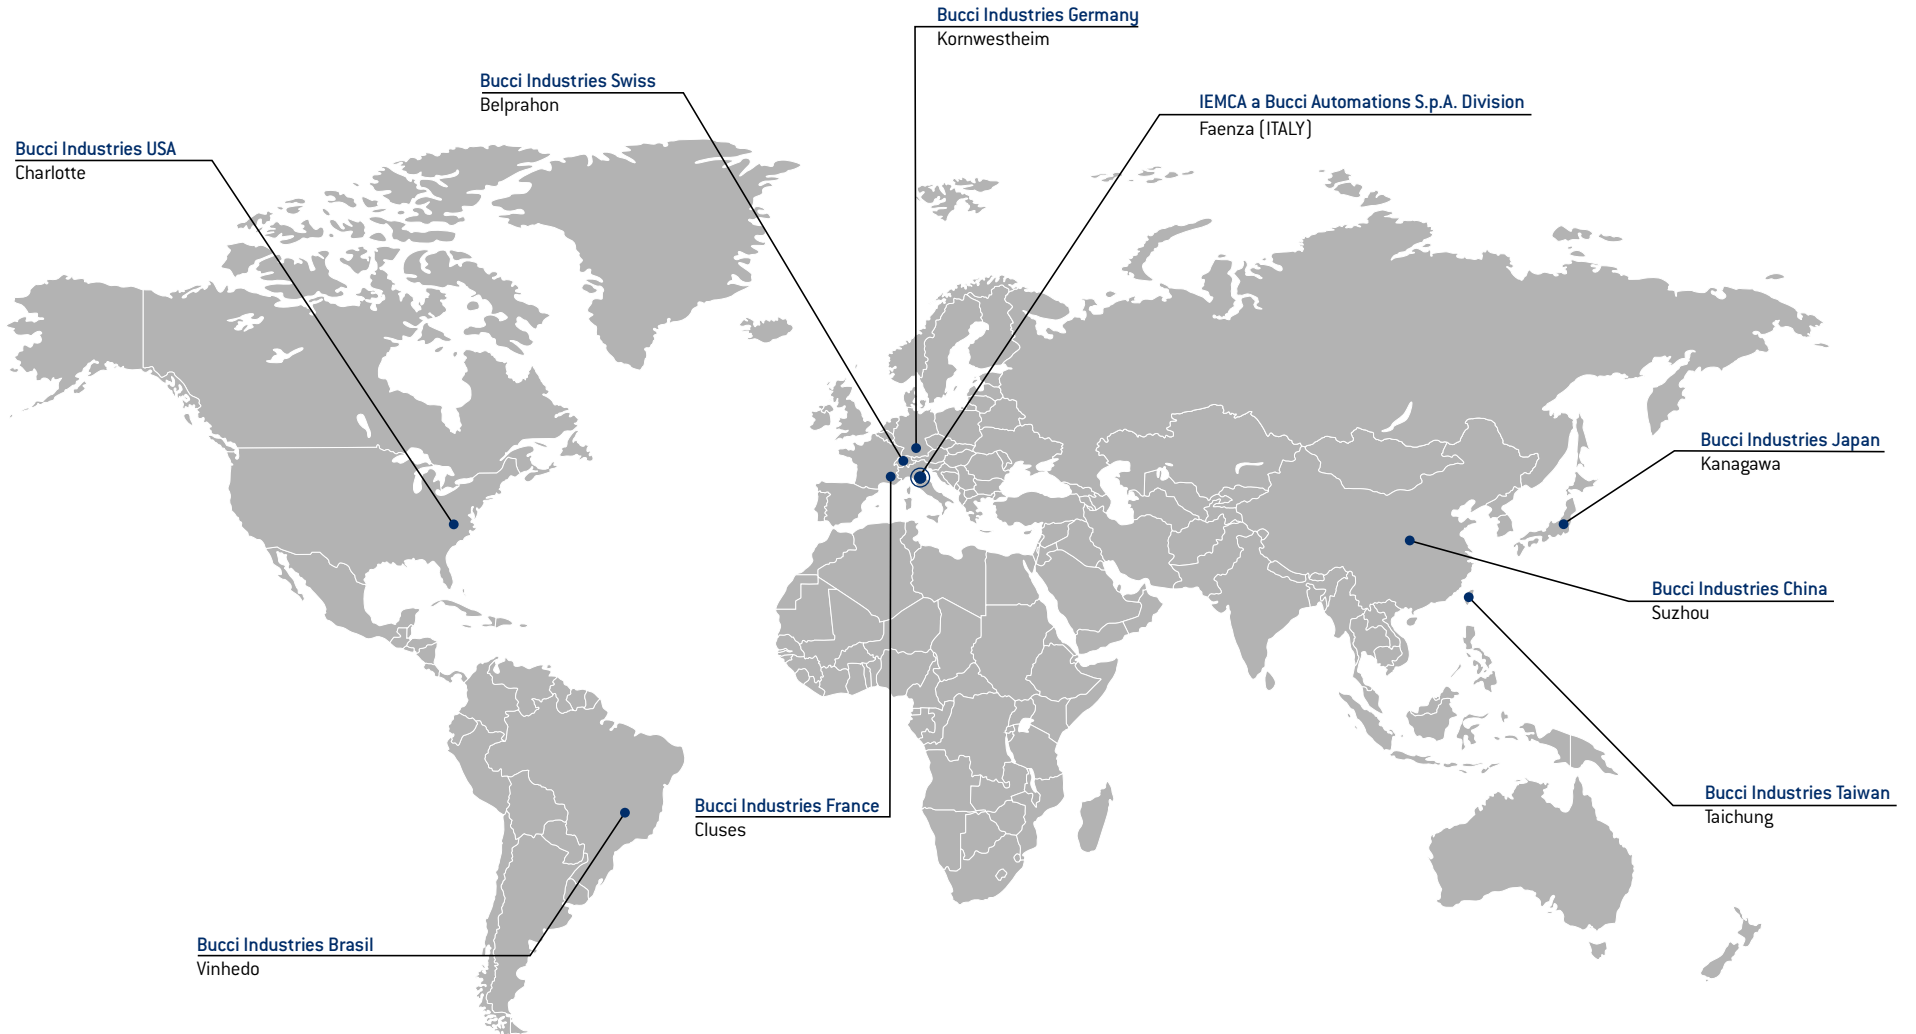 Bucci Industries Germany
Kornwestheim
Bucci Industries Swiss
Belprahon
IEMCA a Bucci Automations S.p.A. Division
Faenza (ITALY)
Bucci Industries USA
Charlotte
Bucci Industries Japan
Kanagawa
Bucci Industries China
Suzhou
Bucci Industries Taiwan
Taichung
Bucci Industries France
Cluses
Bucci Industries Brasil
Vinhedo